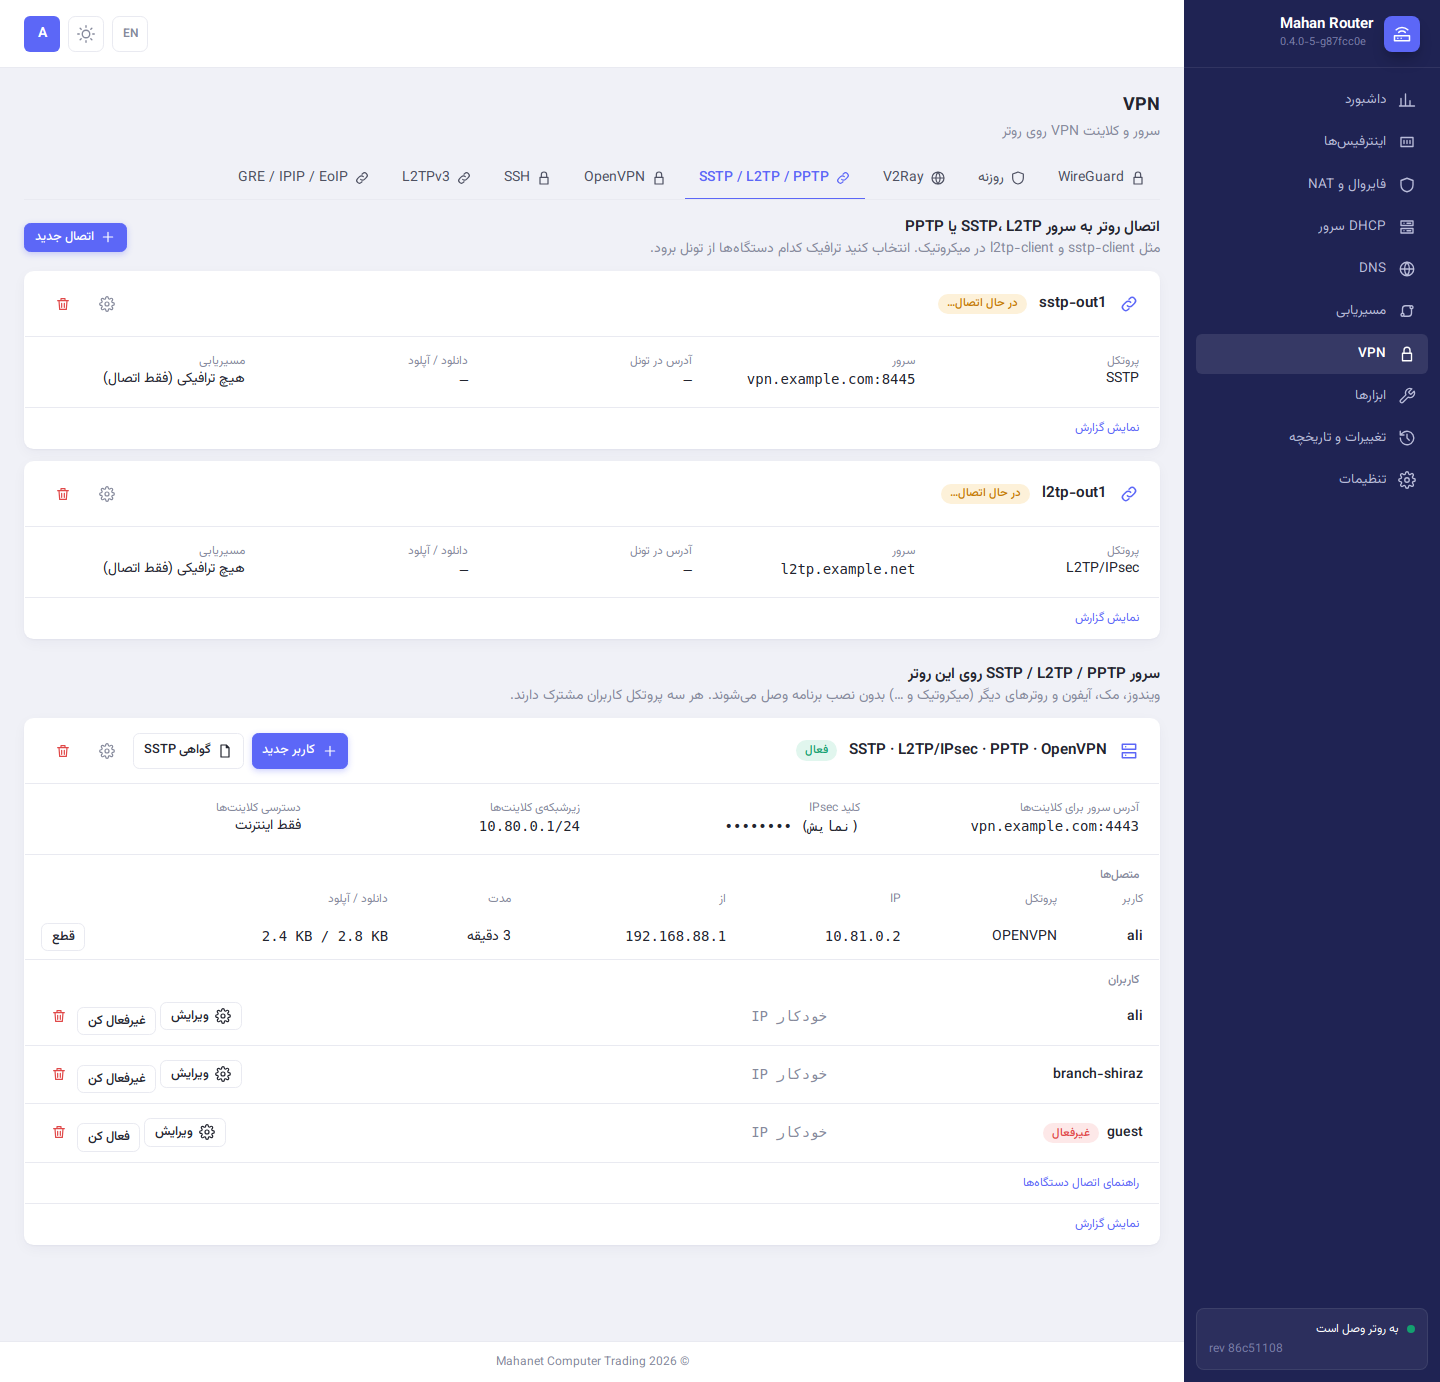 Mahan Router
0.4.0-5-g87fcc0e
داشبورد
اینترفیس‌ها
فایروال و NAT
DHCP سرور
DNS
مسیریابی
VPN
ابزارها
تغییرات و تاریخچه
تنظیمات
به روتر وصل است
rev 86c51108
EN
A
VPN
سرور و کلاینت VPN روی روتر
WireGuard
روزنه
V2Ray
SSTP / L2TP / PPTP
OpenVPN
SSH
L2TPv3
GRE / IPIP / EoIP
اتصال روتر به سرور SSTP، L2TP یا PPTP
مثل sstp-client و l2tp-client در میکروتیک. انتخاب کنید ترافیک کدام دستگاه‌ها از تونل برود.
اتصال جدید
sstp-out1 در حال اتصال...
پروتکل سرور آدرس در تونل دانلود / آپلود مسیریابی
SSTP vpn.example.com:8445 — — هیچ ترافیکی (فقط اتصال)
نمایش گزارش
l2tp-out1 در حال اتصال...
پروتکل سرور آدرس در تونل دانلود / آپلود مسیریابی
L2TP/IPsec l2tp.example.net — — هیچ ترافیکی (فقط اتصال)
نمایش گزارش
سرور SSTP / L2TP / PPTP روی این روتر
ویندوز، مک، آیفون و روترهای دیگر (میکروتیک و ...) بدون نصب برنامه وصل می‌شوند. هر سه پروتکل کاربران مشترک دارند.
SSTP · L2TP/IPsec · PPTP · OpenVPN فعال
کاربر جدید
گواهی SSTP
آدرس سرور برای کلاینت‌ها کلید IPsec زیرشبکه‌ی کلاینت‌ها دسترسی کلاینت‌ها
vpn.example.com:4443 •••••••• (نمایش) 10.80.0.1/24 فقط اینترنت
متصل‌ها
کاربر پروتکل IP از مدت دانلود / آپلود
ali OPENVPN 10.81.0.2 192.168.88.1 3 دقیقه 2.4 KB / 2.8 KB قطع
کاربران
ali خودکار IP ویرایش غیرفعال کن
branch-shiraz خودکار IP ویرایش غیرفعال کن
guest غیرفعال خودکار IP ویرایش فعال کن
راهنمای اتصال دستگاه‌ها
نمایش گزارش
© 2026 Mahanet Computer Trading